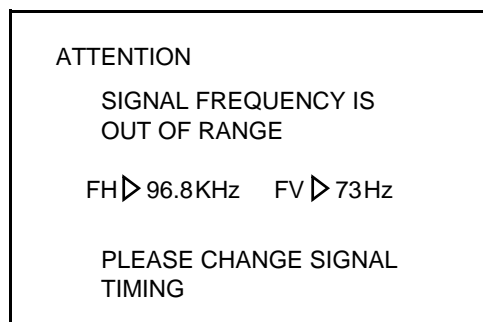 ATTENTION
SIGNAL FREQUENCY IS
OUT OF RANGE
FH▷96.8KHz FV▷73Hz
PLEASE CHANGE SIGNAL
TIMING